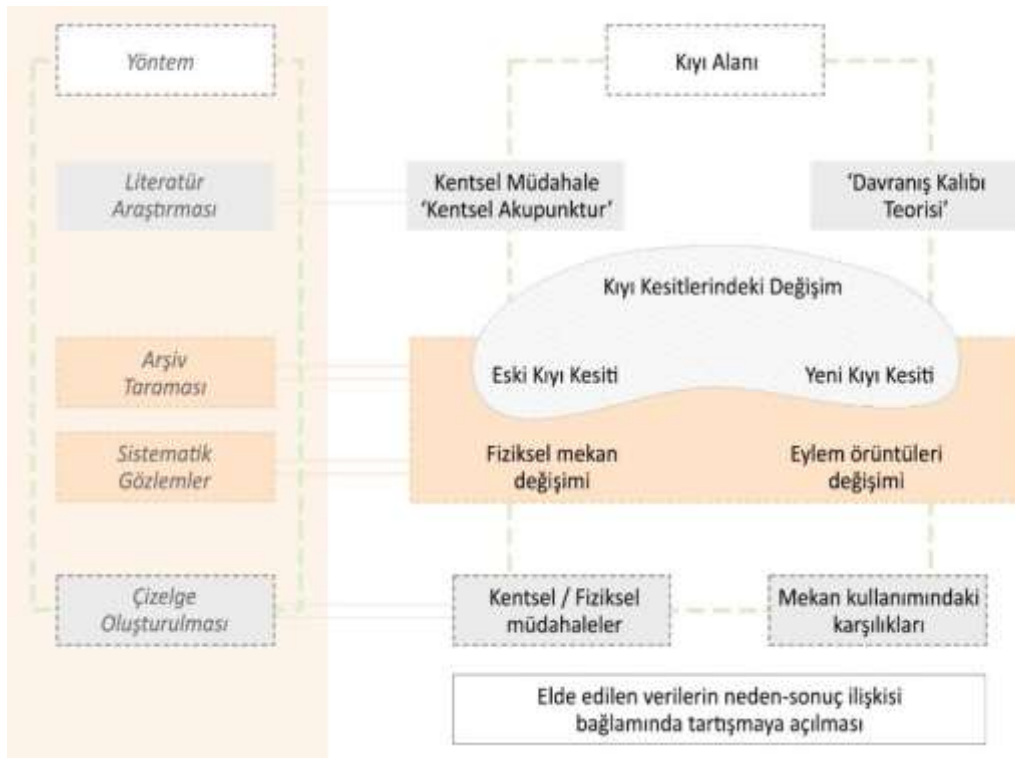 Yöntem
Kıyı Alanı
Literatür
Araştırması
Kentsel Müdahale
‘Kentsel Akupunktur’
‘Davranış Kalıbı
Teorisi’
Kıyı Kesitlerindeki Değişim
Arşiv
Taraması
Eski Kıyı Kesiti
Yeni Kıyı Kesiti
Sistematik
Gözlemler
Fiziksel mekan
değişimi
Eylem örüntüleri
değişimi
Çizelge
Oluşturulması
Kentsel / Fiziksel
müdahaleler
Mekan kullanımındaki
karşılıkları
Elde edilen verilerin neden-sonuç ilişkisi
bağlamında tartışmaya açılması